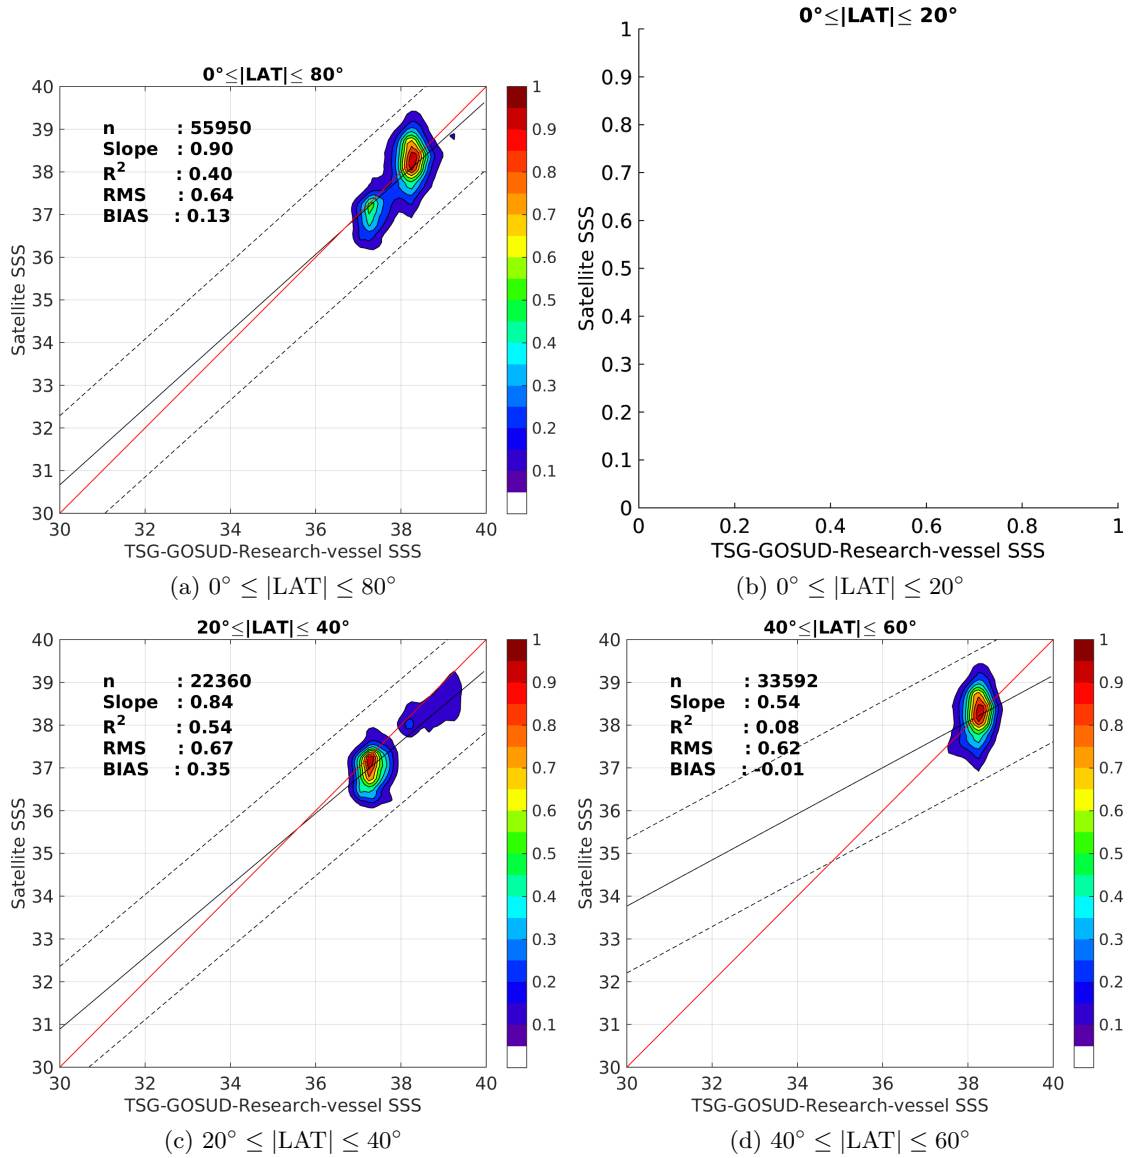 0°≤|LAT|≤ 80°
n : 55950
Slope : 0.90
R² : 0.40
RMS : 0.64
BIAS : 0.13
40
39
38
37
36
35
34
33
32
31
30
30 32 34 36 38 40
Satellite SSS
TSG-GOSUD-Research-vessel SSS
1
0.9
0.8
0.7
0.6
0.5
0.4
0.3
0.2
0.1
(a) 0° ≤ |LAT| ≤ 80°
0°≤|LAT|≤ 20°
1
0.9
0.8
0.7
0.6
0.5
0.4
0.3
0.2
0.1
0
0 0.2 0.4 0.6 0.8 1
Satellite SSS
TSG-GOSUD-Research-vessel SSS
(b) 0° ≤ |LAT| ≤ 20°
20°≤|LAT|≤ 40°
n : 22360
Slope : 0.84
R² : 0.54
RMS : 0.67
BIAS : 0.35
40
39
38
37
36
35
34
33
32
31
30
30 32 34 36 38 40
Satellite SSS
TSG-GOSUD-Research-vessel SSS
1
0.9
0.8
0.7
0.6
0.5
0.4
0.3
0.2
0.1
(c) 20° ≤ |LAT| ≤ 40°
40°≤|LAT|≤ 60°
n : 33592
Slope : 0.54
R² : 0.08
RMS : 0.62
BIAS : -0.01
40
39
38
37
36
35
34
33
32
31
30
30 32 34 36 38 40
Satellite SSS
TSG-GOSUD-Research-vessel SSS
1
0.9
0.8
0.7
0.6
0.5
0.4
0.3
0.2
0.1
(d) 40° ≤ |LAT| ≤ 60°